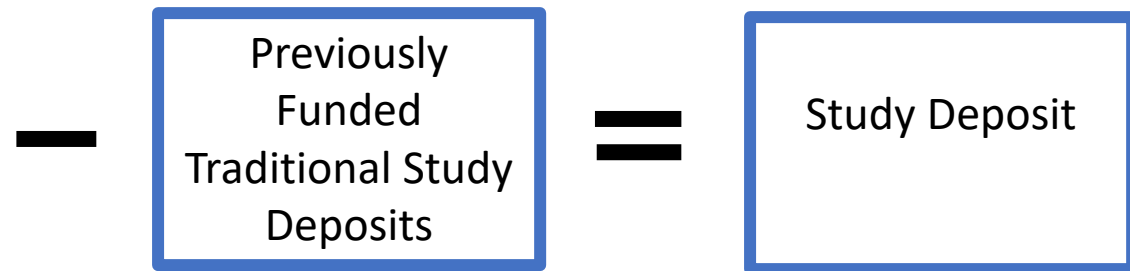 Previously
Funded
Traditional Study
Deposits
Study Deposit